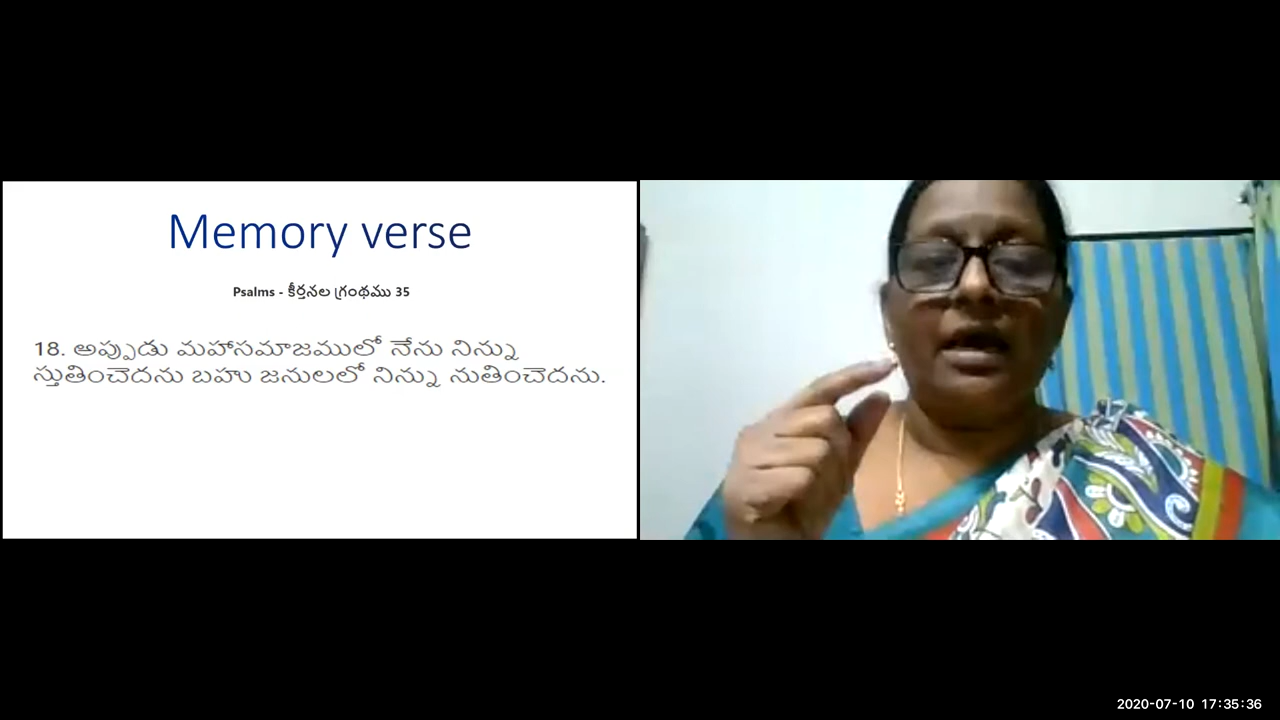 Memory verse
Psalms - కీర్తనల గ్రంథము 35
18. అప్పుడు మహాసమాజములో నేను నిన్ను
స్తుతించెదను బహు జనులలో నిన్ను నుతించెదను.
2020-07-10 17:35:36